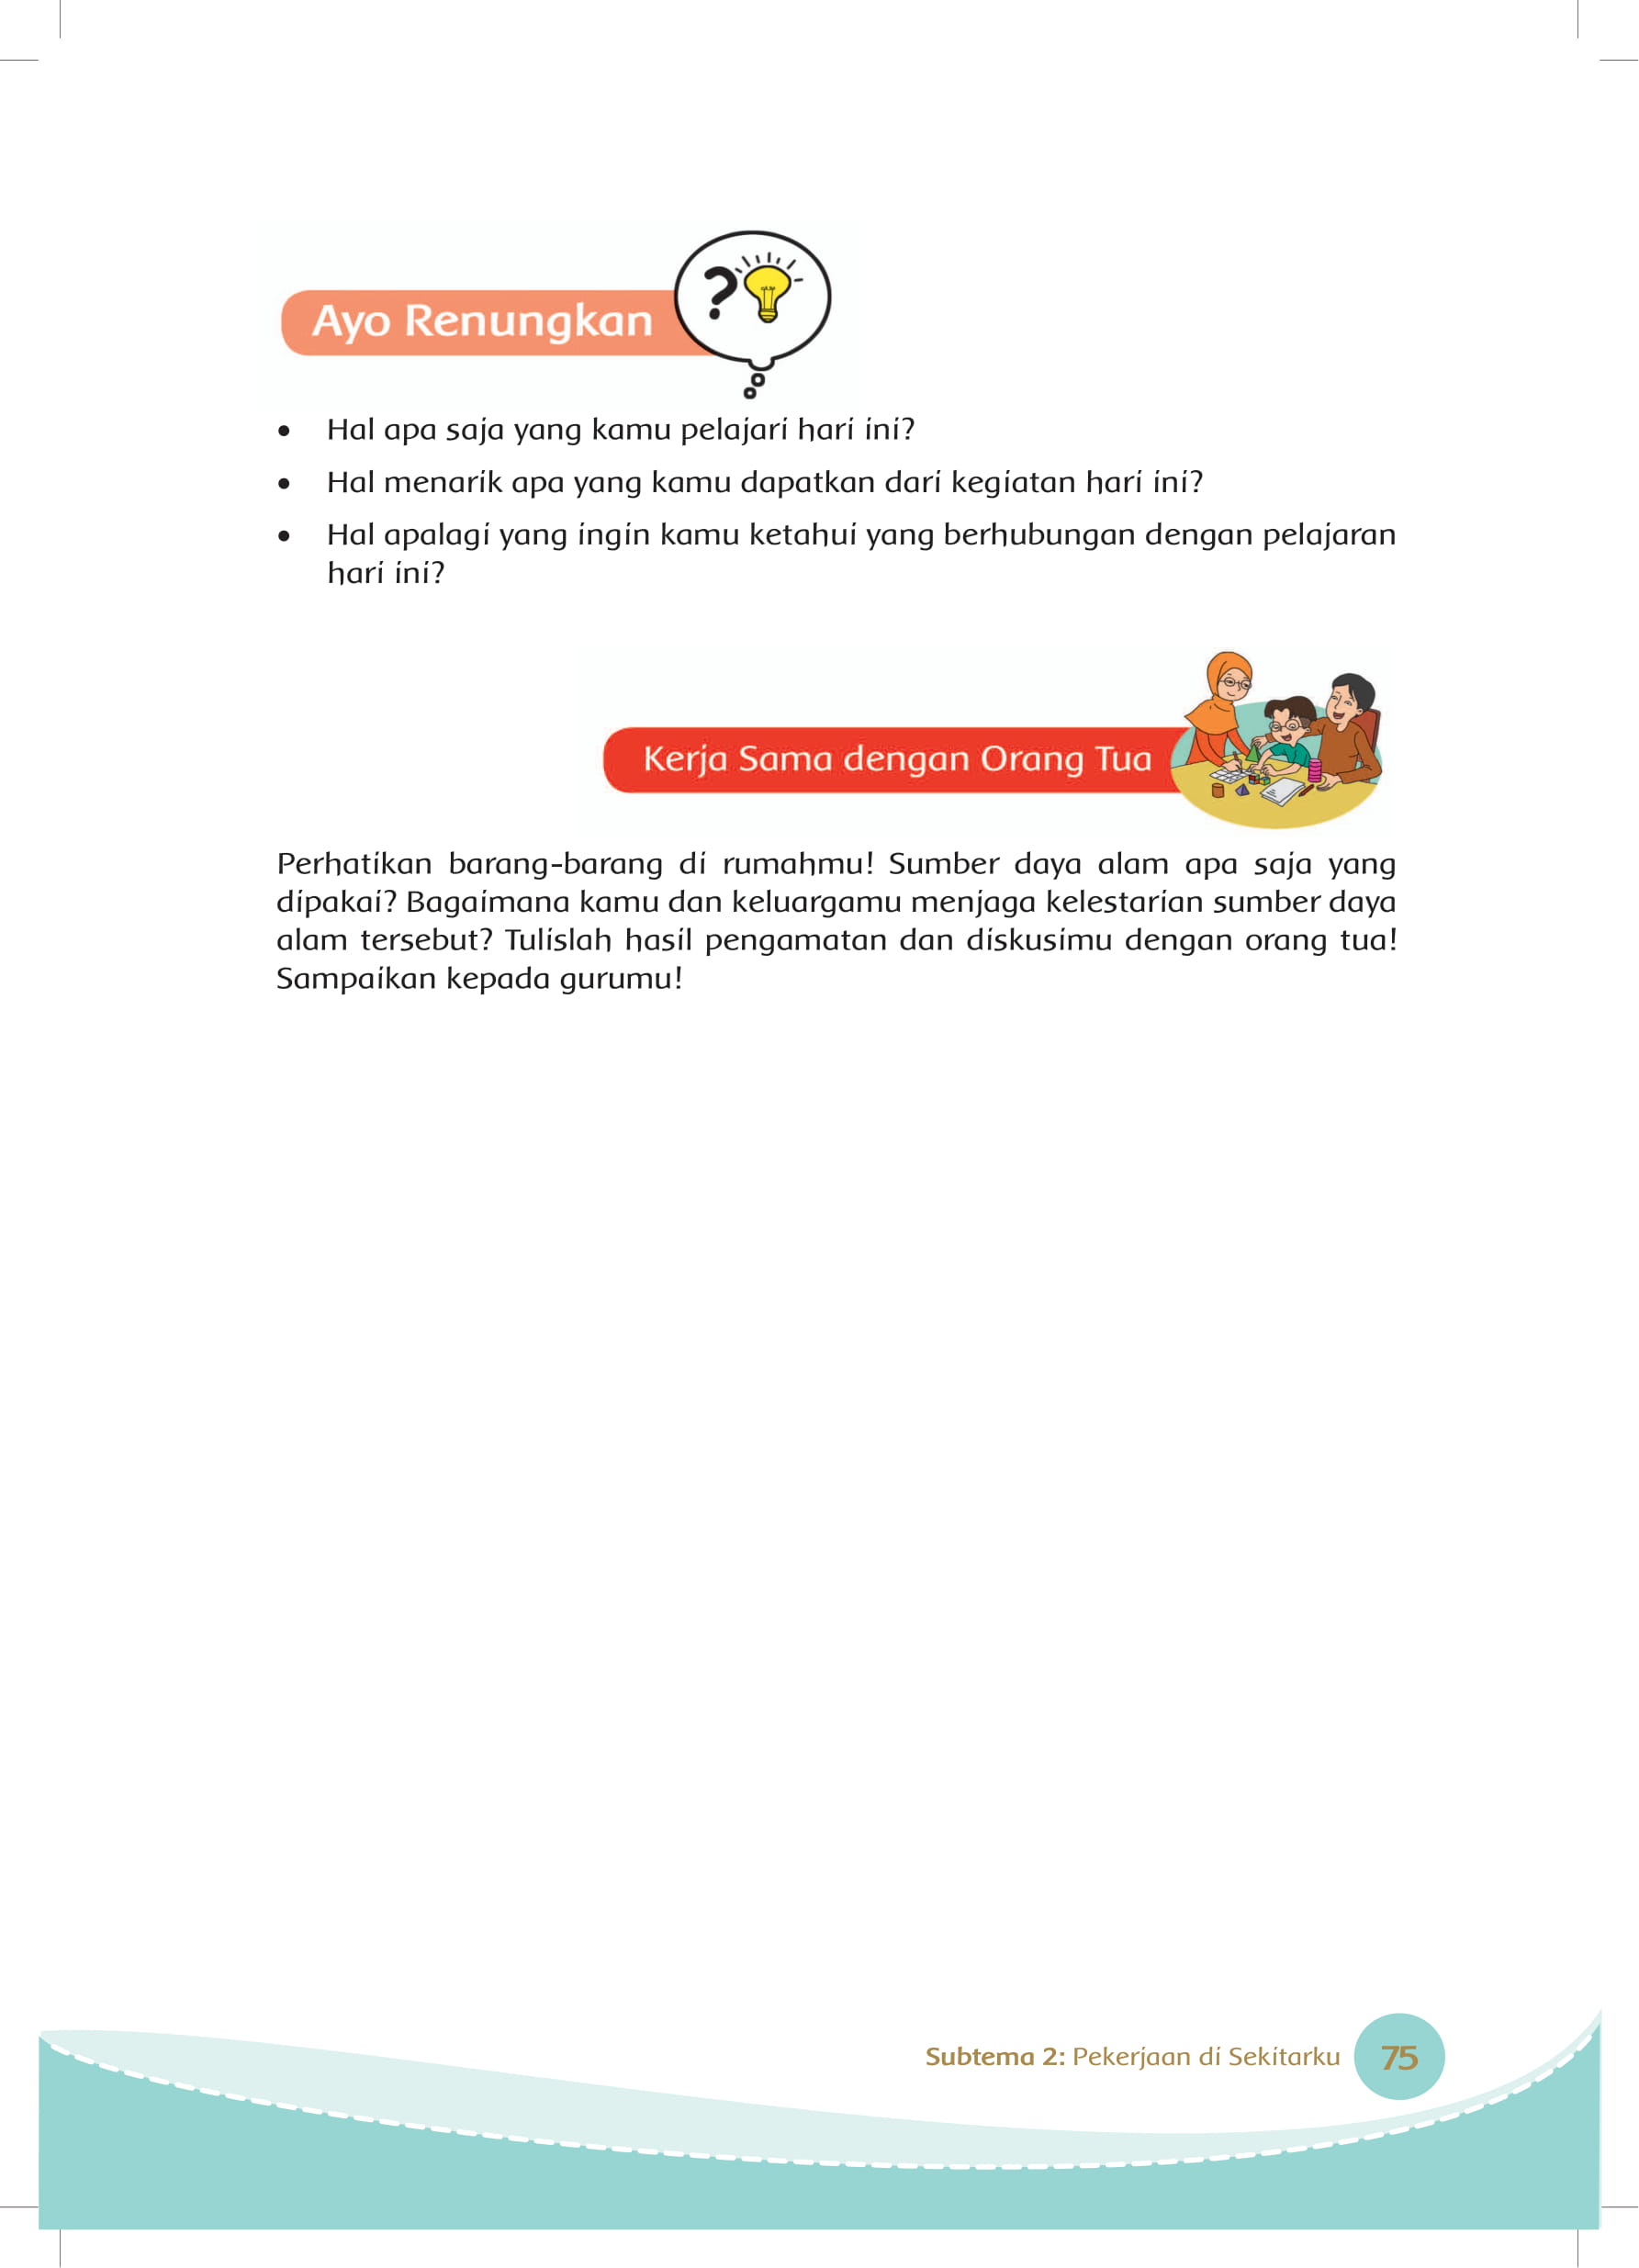 Ayo Renungkan
?
• Hal apa saja yang kamu pelajari hari ini?
• Hal menarik apa yang kamu dapatkan dari kegiatan hari ini?
• Hal apalagi yang ingin kamu ketahui yang berhubungan dengan pelajaran
hari ini?
Kerja Sama dengan Orang Tua
Perhatikan barang-barang di rumahmu! Sumber daya alam apa saja yang
dipakai? Bagaimana kamu dan keluargamu menjaga kelestarian sumber daya
alam tersebut? Tulislah hasil pengamatan dan diskusimu dengan orang tua!
Sampaikan kepada gurumu!
Subtema 2: Pekerjaan di Sekitarku 75